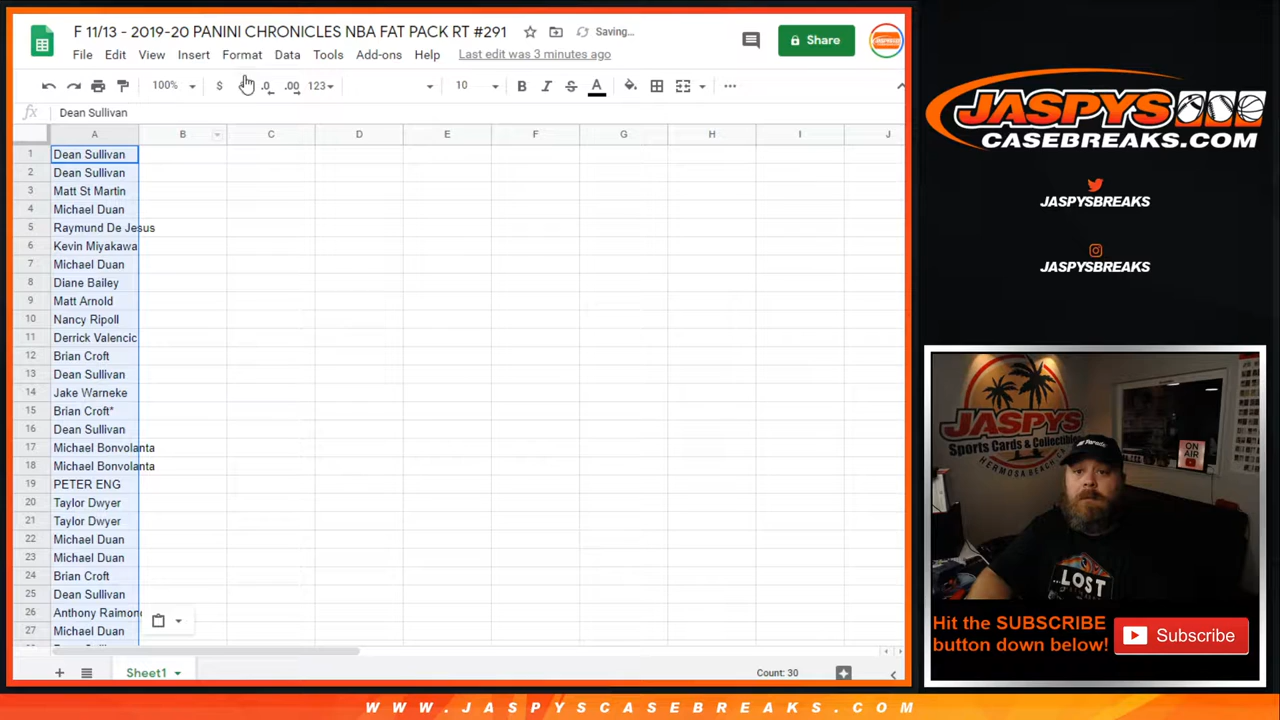 F 11/13 - 2019-20 PANINI CHRONICLES NBA FAT PACK RT #291
Saving...
Share
File Edit View Insert Format Data Tools Add-ons Help Last edit was 3 minutes ago
100% $ .0 .00 123 10 B I S A
fx Dean Sullivan
A B C D E F G H I J
1 Dean Sullivan
2 Dean Sullivan
3 Matt St Martin
4 Michael Duan
5 Raymund De Jesus
6 Kevin Miyakawa
7 Michael Duan
8 Diane Bailey
9 Matt Arnold
10 Nancy Ripoll
11 Derrick Valencic
12 Brian Croft
13 Dean Sullivan
14 Jake Warneke
15 Brian Croft*
16 Dean Sullivan
17 Michael Bonvolanta
18 Michael Bonvolanta
19 PETER ENG
20 Taylor Dwyer
21 Taylor Dwyer
22 Michael Duan
23 Michael Duan
24 Brian Croft
25 Dean Sullivan
26 Anthony Raimon
27 Michael Duan
Sheet1
Count: 30
JASPYS
CASEBREAKS.COM
JASPYSBREAKS
JASPYSBREAKS
JASPYS
Sports Cards & Collectibles
HERMOSA BEACH CA
ON
AIR
...LOST
Hit the SUBSCRIBE
button down below!
Subscribe
WWW.JASPYSCASEBREAKS.COM